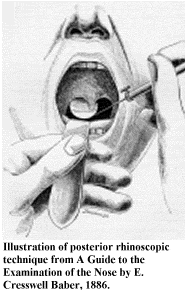 Illustration of posterior rhinoscopic
technique from A Guide to the
Examination of the Nose by E.
Cresswell Baber, 1886.